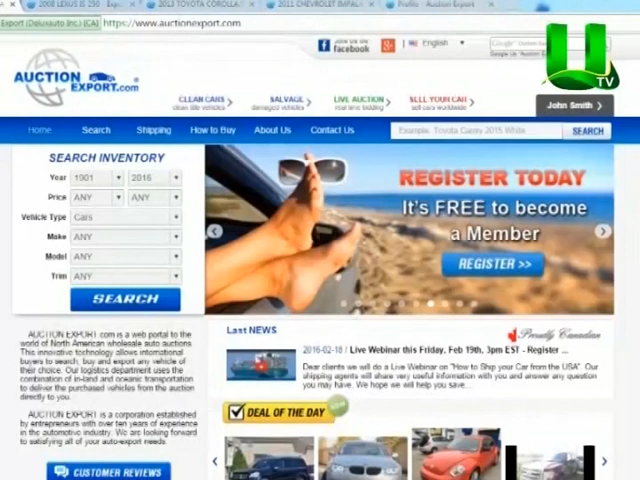 2008 LEXUS IS 250 - Exp
2013 TOYOTA COROLLA
2011 CHEVROLET IMPALA
Profile - Auction Export
Export (Deluxauto Inc.) [CA] https://www.auctionexport.com
JOIN US ON facebook
English
UTV
AUCTION EXPORT.com
CLEAN CARS
clean title vehicles
SALVAGE
damaged vehicles
LIVE AUCTION
real time bidding
SELL YOUR CAR
sell cars worldwide
John Smith
Home Search Shipping How to Buy About Us Contact Us
Example: Toyota Camry 2015 White SEARCH
SEARCH INVENTORY
Year 1901 2016
Price ANY ANY
Vehicle Type Cars
Make ANY
Model ANY
Trim ANY
SEARCH
REGISTER TODAY
It's FREE to become
a Member
REGISTER >>
AUCTION EXPORT.com is a web portal to the
world of North American wholesale auto auctions
This innovative technology allows international
buyers to search, buy and export any vehicle of
their choice. Our logistics department uses the
combination of in-land and oceanic transportation
to deliver the purchased vehicles from the auction
directly to you.
AUCTION EXPORT is a corporation established
by entrepreneurs with over ten years of experience
in the automotive industry. We are looking forward
to satisfying all of your auto-export needs.
CUSTOMER REVIEWS
Last NEWS
Proudly Canadian
2016-02-18 / Live Webinar this Friday, Feb 19th, 3pm EST - Register ...
Dear clients we will do a Live Webinar on "How to Ship your Car from the USA". Our
shipping agents will share very useful information with you and answer any questions
you may have. We hope we will help you save...
DEAL OF THE DAY